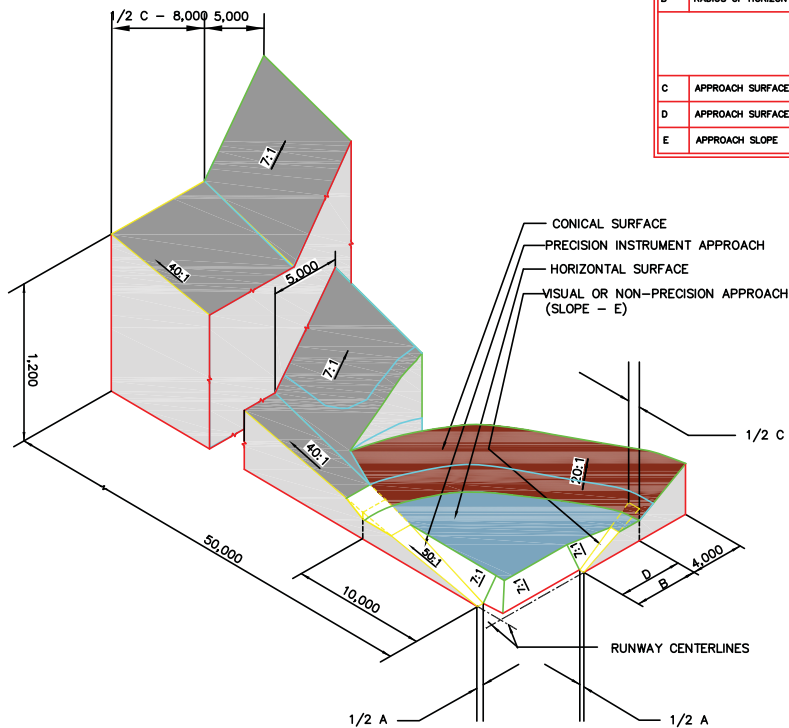 1/2 C – 8,000 5,000
C APPROACH SURFACE
D APPROACH SURFACE
E APPROACH SLOPE
7:1
40:1
5,000
CONICAL SURFACE
PRECISION INSTRUMENT APPROACH
HORIZONTAL SURFACE
VISUAL OR NON-PRECISION APPROACH
(SLOPE – E)
1,200
7:1
40:1
1/2 C
20:1
50,000
50:1
7:1
7:1
7:1
10,000
D
B
4,000
RUNWAY CENTERLINES
1/2 A
1/2 A